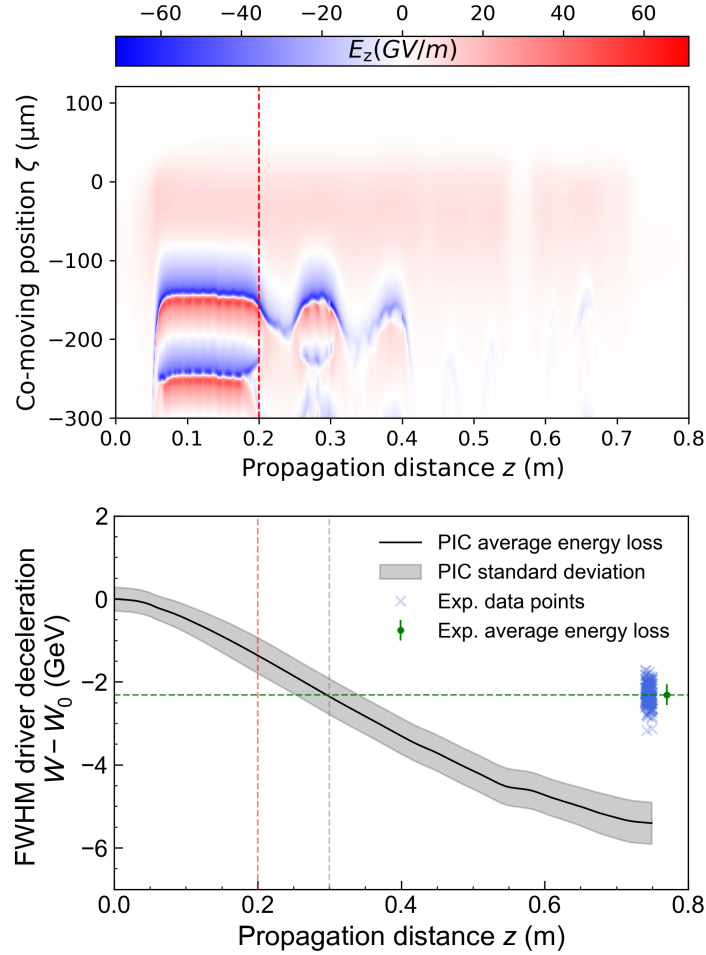 −60 −40 −20 0 20 40 60
E_z(GV/m)
Co-moving position ζ (μm)
100
0
−100
−200
−300
0.0 0.1 0.2 0.3 0.4 0.5 0.6 0.7 0.8
Propagation distance z (m)
FWHM driver deceleration
W − W_0 (GeV)
2
0
−2
−4
−6
PIC average energy loss
PIC standard deviation
Exp. data points
Exp. average energy loss
0.0 0.2 0.4 0.6 0.8
Propagation distance z (m)